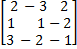 2 − 3 2
1 1 − 2
3 − 2 − 1